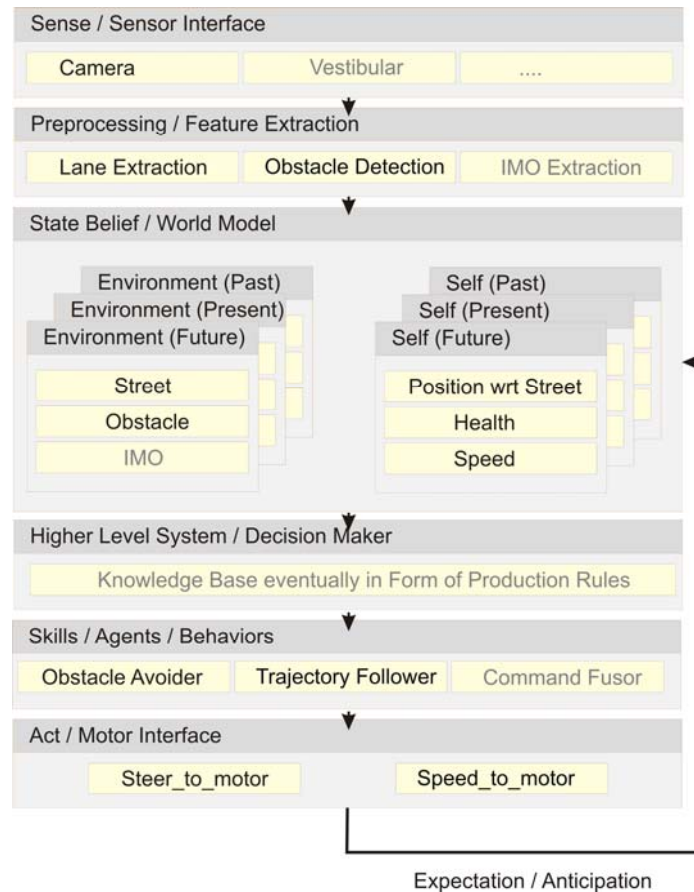 Sense / Sensor Interface
Camera
Vestibular
....
Preprocessing / Feature Extraction
Lane Extraction
Obstacle Detection
IMO Extraction
State Belief / World Model
Environment (Past)
Environment (Present)
Environment (Future)
Street
Obstacle
IMO
Self (Past)
Self (Present)
Self (Future)
Position wrt Street
Health
Speed
Higher Level System / Decision Maker
Knowledge Base eventually in Form of Production Rules
Skills / Agents / Behaviors
Obstacle Avoider
Trajectory Follower
Command Fusor
Act / Motor Interface
Steer_to_motor
Speed_to_motor
Expectation / Anticipation